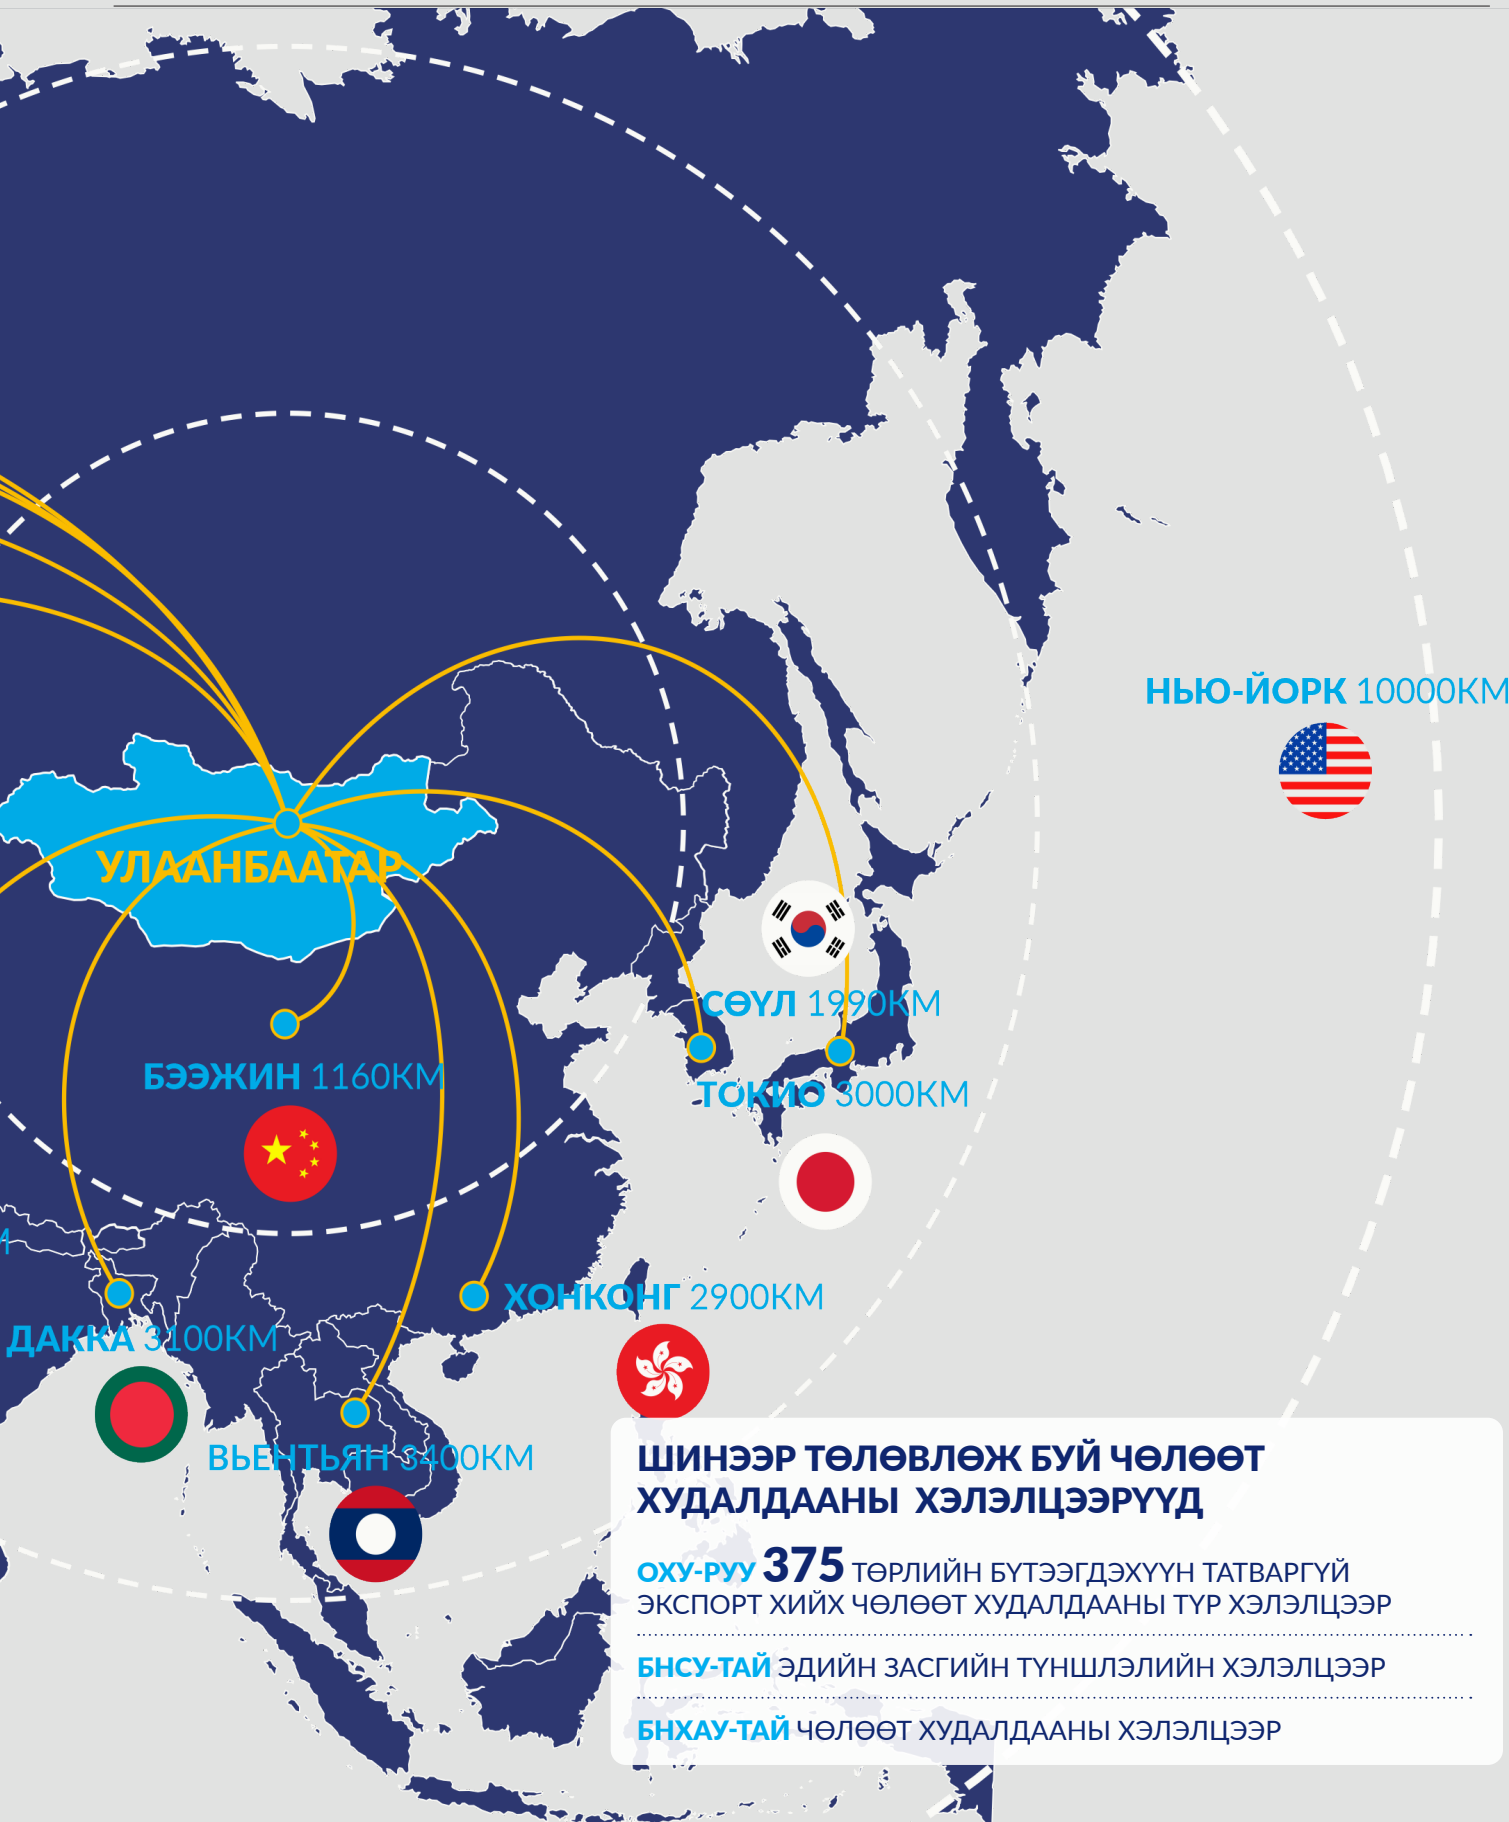 НЬЮ-ЙОРК 10000КМ
УЛААНБААТАР
СӨҮЛ 1990КМ
БЭЭЖИН 1160КМ
ТОКИО 3000КМ
ХОНКОНГ 2900КМ
ДАККА 3100КМ
ВЬЕНТЬЯН 3400КМ
ШИНЭЭР ТӨЛӨВЛӨЖ БУЙ ЧӨЛӨӨТ
ХУДАЛДААНЫ ХЭЛЭЛЦЭЭРҮҮД
ОХУ-РУУ 375 ТӨРЛИЙН БҮТЭЭГДЭХҮҮН ТАТВАРГҮЙ
ЭКСПОРТ ХИЙХ ЧӨЛӨӨТ ХУДАЛДААНЫ ТҮР ХЭЛЭЛЦЭЭР
БНСУ-ТАЙ ЭДИЙН ЗАСГИЙН ТҮНШЛЭЛИЙН ХЭЛЭЛЦЭЭР
БНХАУ-ТАЙ ЧӨЛӨӨТ ХУДАЛДААНЫ ХЭЛЭЛЦЭЭР